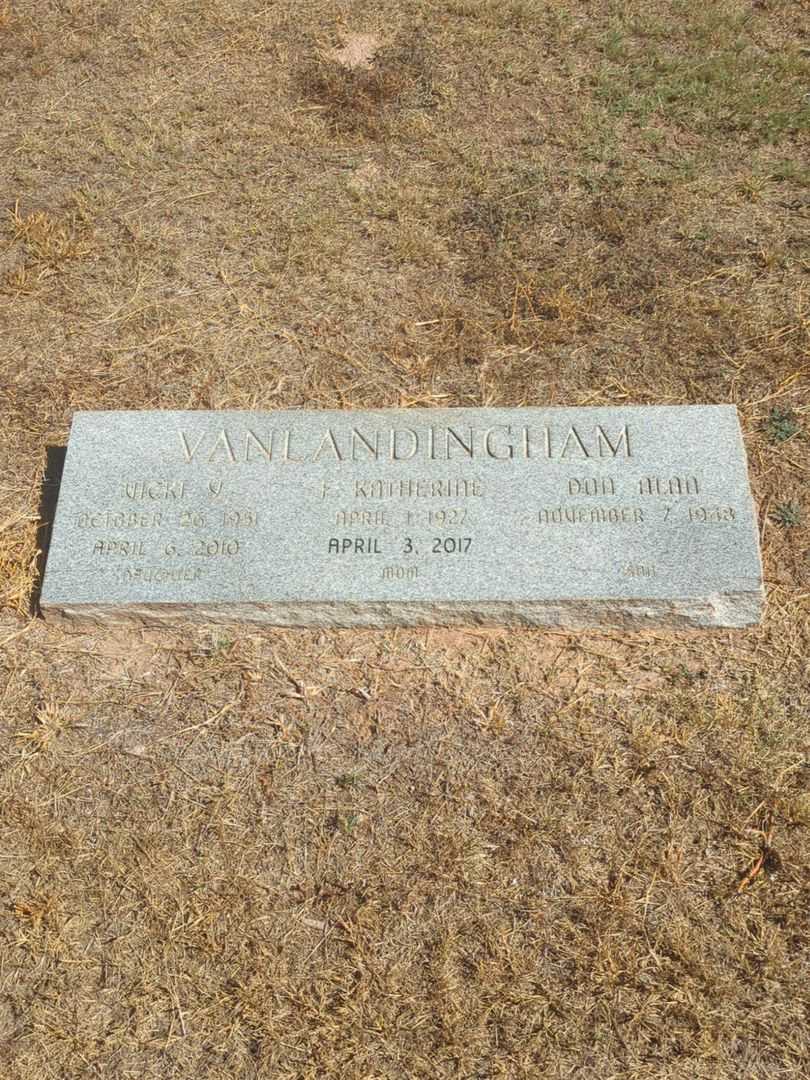 VANLANDINGHAM
VICKI V. F. KATHERINE DON ALAN
OCTOBER 26, 1951 APRIL 1, 1927 NOVEMBER 7, 1948
APRIL 6, 2010 APRIL 3, 2017
DAUGHTER MOM SON